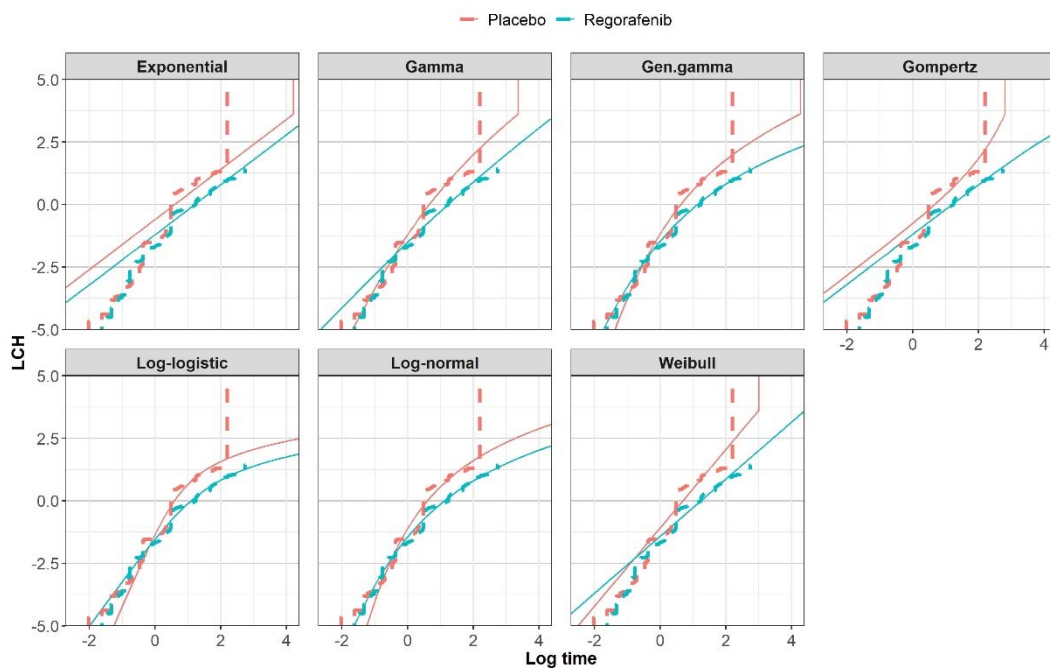 Placebo Regorafenib
Exponential Gamma Gen.gamma Gompertz
5.0
2.5
0.0
-2.5
-5.0
-2 0 2 4
LCH
Log-logistic Log-normal Weibull
5.0
2.5
0.0
-2.5
-5.0
-2 0 2 4 -2 0 2 4 -2 0 2 4
Log time